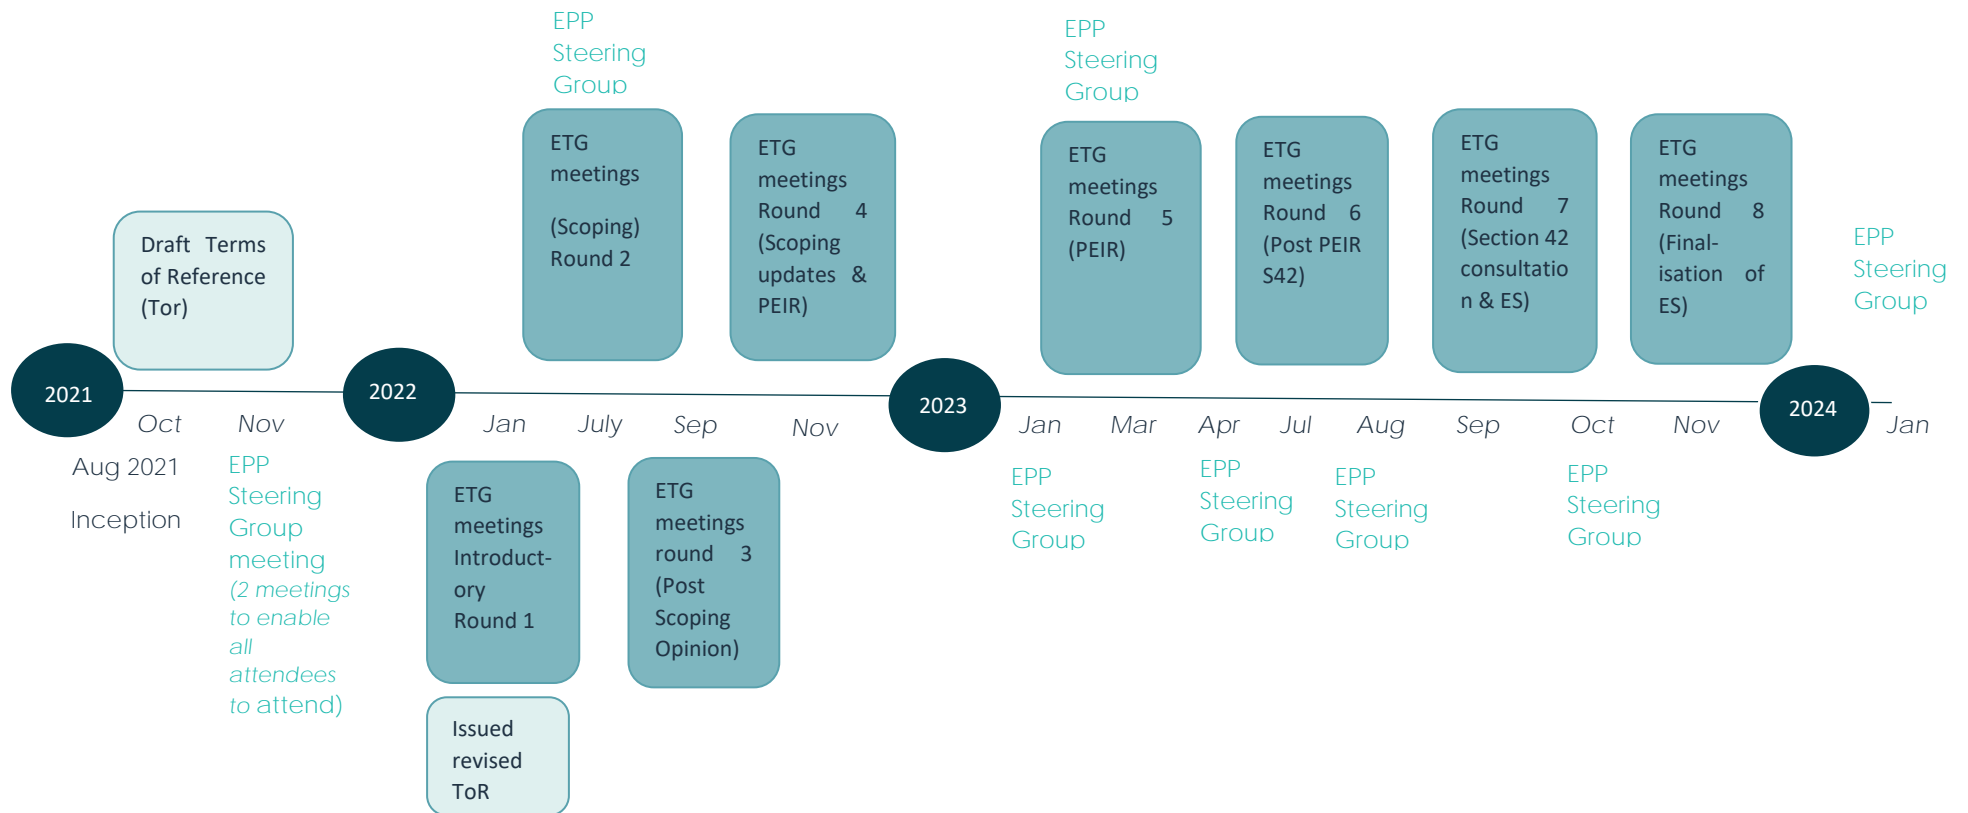 EPP
Steering
Group
EPP
Steering
Group
Draft Terms
of Reference
(Tor)
ETG
meetings
(Scoping)
Round 2
ETG
meetings
Round 4
(Scoping
updates &
PEIR)
ETG
meetings
Round 5
(PEIR)
ETG
meetings
Round 6
(Post PEIR
S42)
ETG
meetings
Round 7
(Section 42
consultatio
n & ES)
ETG
meetings
Round 8
(Final-
isation of
ES)
EPP
Steering
Group
2021
2022
2023
2024
Oct
Nov
Jan
July
Sep
Nov
Jan
Mar
Apr
Jul
Aug
Sep
Oct
Nov
Jan
Aug 2021
Inception
EPP
Steering
Group
meeting
(2 meetings
to enable
all
attendees
to attend)
ETG
meetings
Introduct-
ory
Round 1
ETG
meetings
round 3
(Post
Scoping
Opinion)
EPP
Steering
Group
EPP
Steering
Group
EPP
Steering
Group
EPP
Steering
Group
Issued
revised
ToR